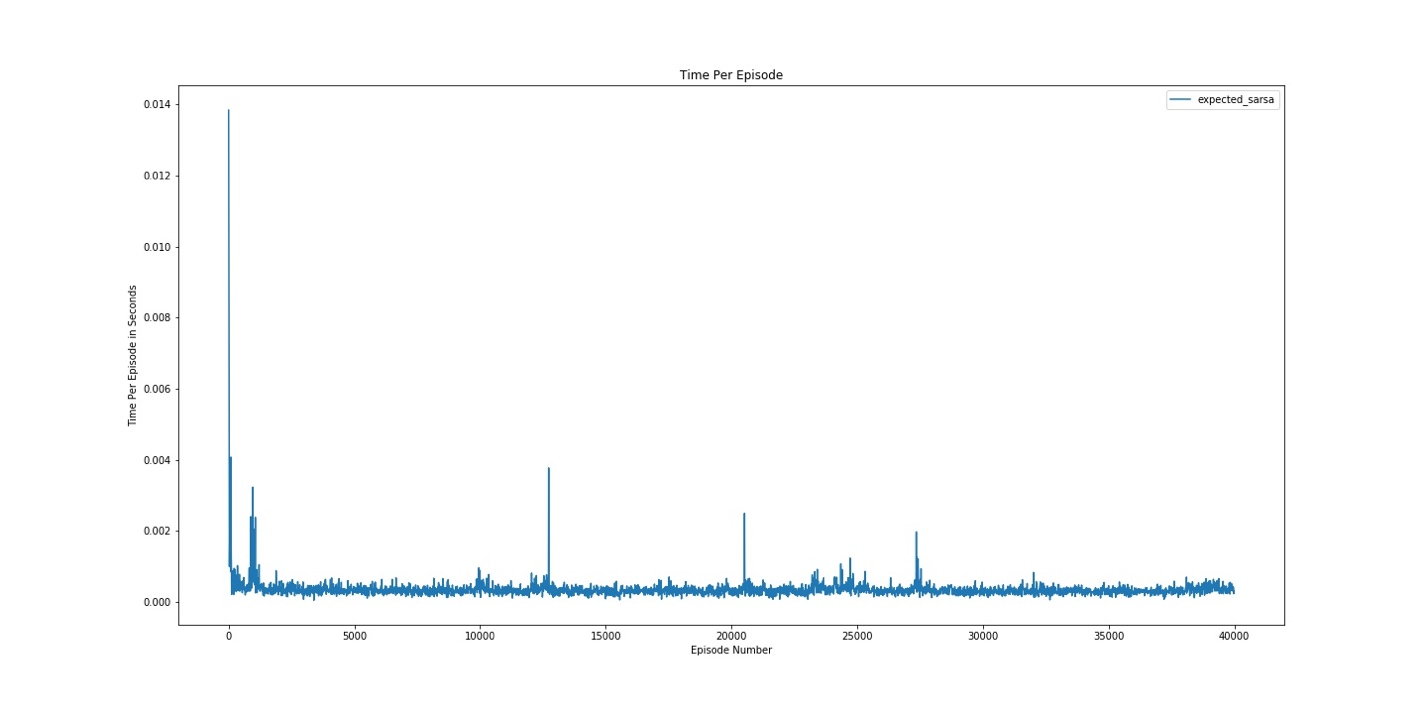 Time Per Episode
expected_sarsa
0.014
0.012
0.010
0.008
0.006
0.004
0.002
0.000
Time Per Episode in Seconds
0 5000 10000 15000 20000 25000 30000 35000 40000
Episode Number